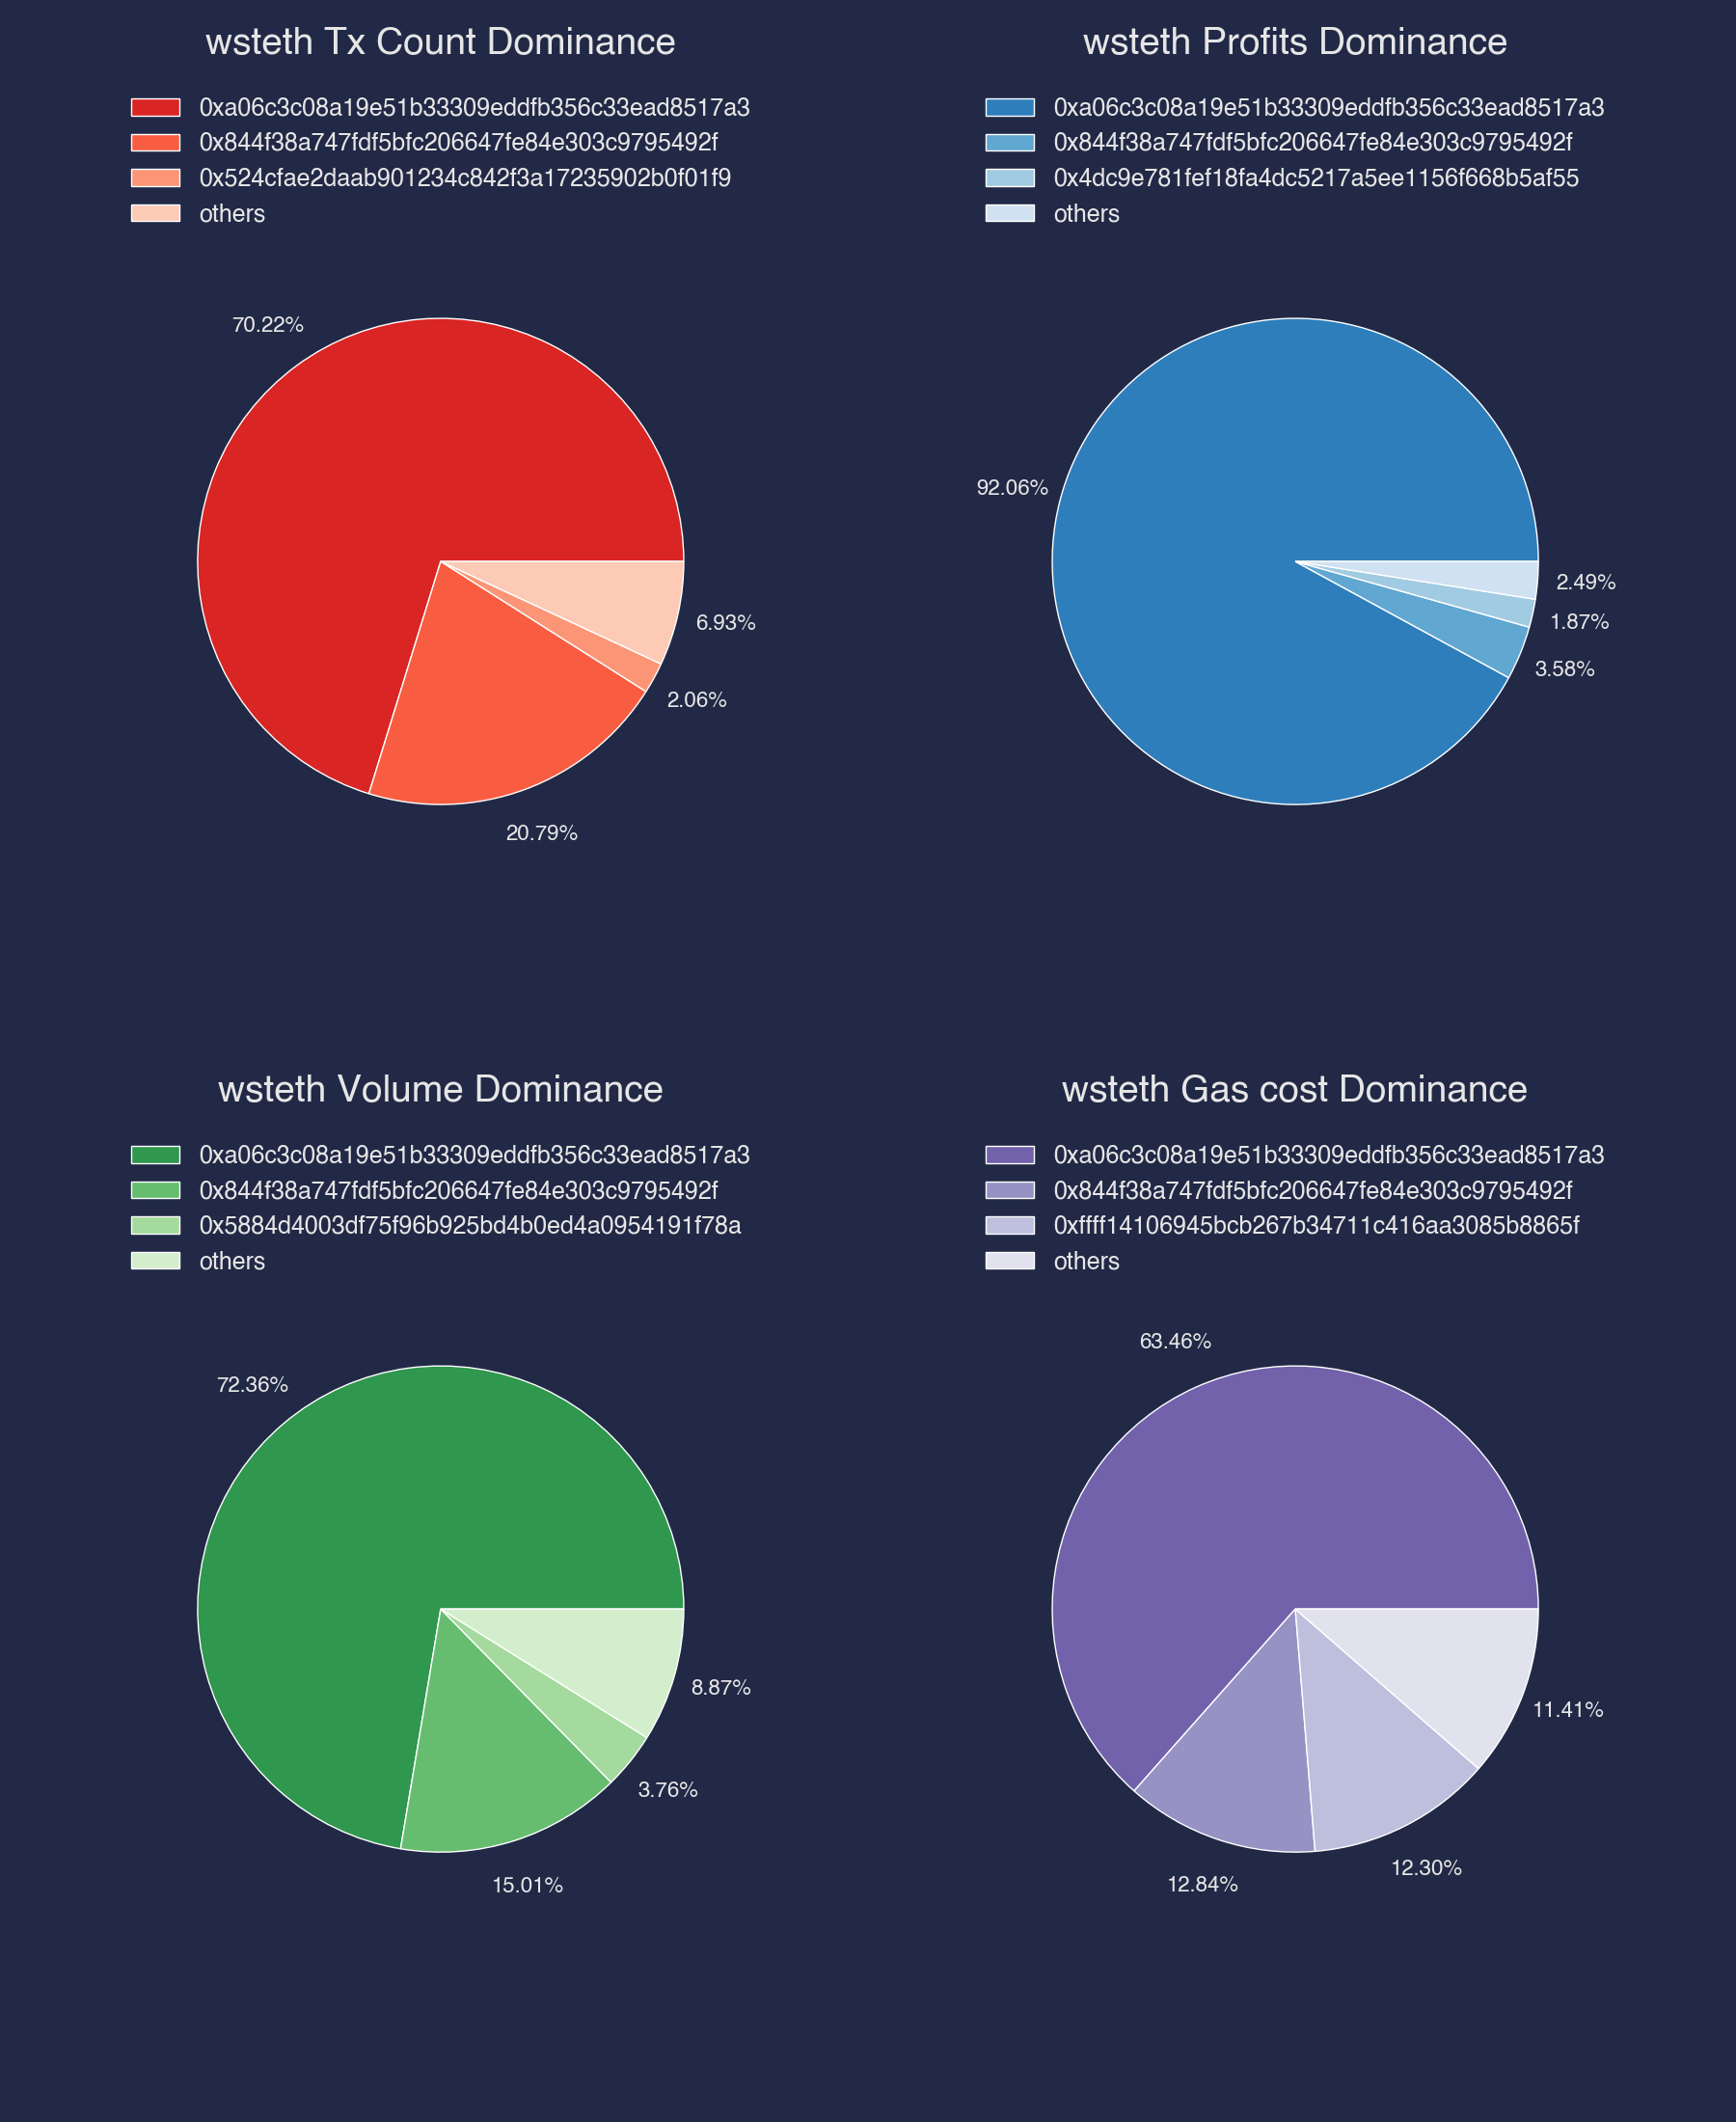 wsteth Tx Count Dominance
0xa06c3c08a19e51b33309eddfb356c33ead8517a3
0x844f38a747fdf5bfc206647fe84e303c9795492f
0x524cfae2daab901234c842f3a17235902b0f01f9
others
70.22%
6.93%
2.06%
20.79%
wsteth Profits Dominance
0xa06c3c08a19e51b33309eddfb356c33ead8517a3
0x844f38a747fdf5bfc206647fe84e303c9795492f
0x4dc9e781fef18fa4dc5217a5ee1156f668b5af55
others
92.06%
2.49%
1.87%
3.58%
wsteth Volume Dominance
0xa06c3c08a19e51b33309eddfb356c33ead8517a3
0x844f38a747fdf5bfc206647fe84e303c9795492f
0x5884d4003df75f96b925bd4b0ed4a0954191f78a
others
72.36%
8.87%
3.76%
15.01%
wsteth Gas cost Dominance
0xa06c3c08a19e51b33309eddfb356c33ead8517a3
0x844f38a747fdf5bfc206647fe84e303c9795492f
0xffff14106945bcb267b34711c416aa3085b8865f
others
63.46%
11.41%
12.30%
12.84%